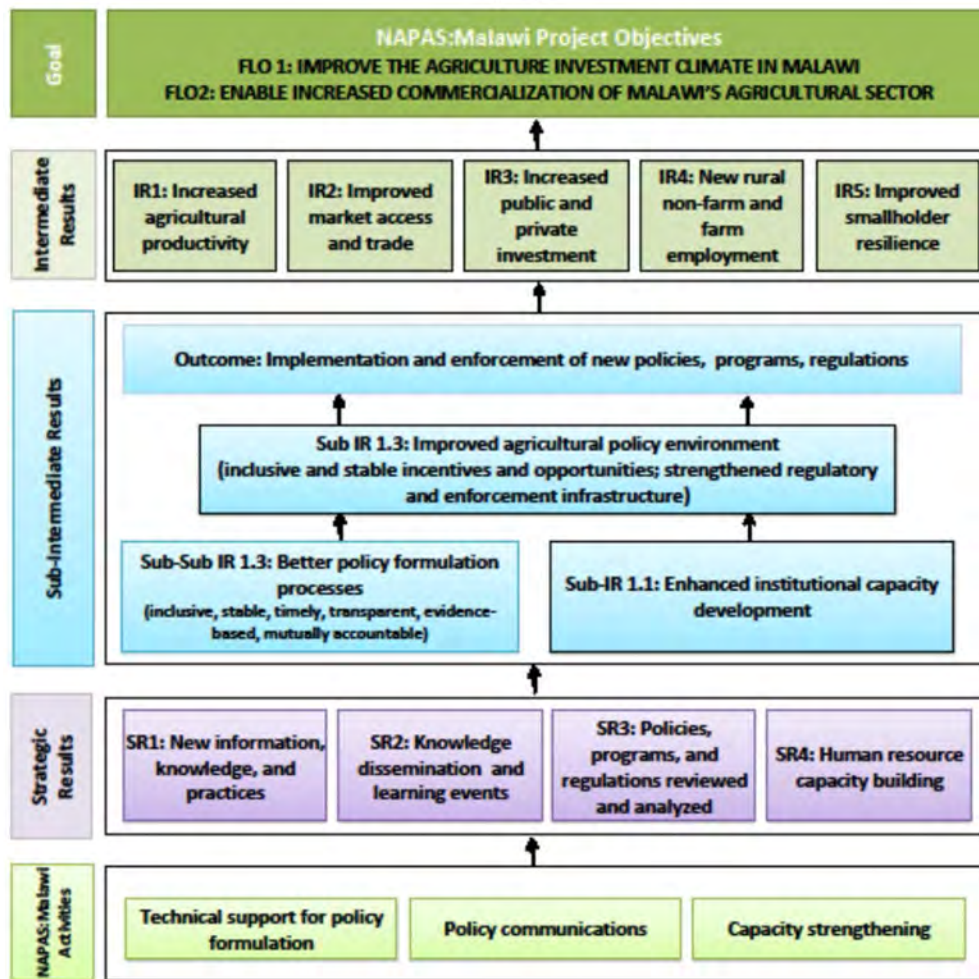 Goal
NAPAS:Malawi Project Objectives
FLO 1: IMPROVE THE AGRICULTURE INVESTMENT CLIMATE IN MALAWI
FLO2: ENABLE INCREASED COMMERCIALIZATION OF MALAWI'S AGRICULTURAL SECTOR
Intermediate
Results
IR1: Increased
agricultural
productivity
IR2: Improved
market access
and trade
IR3: Increased
public and
private
investment
IR4: New rural
non-farm and
farm
employment
IR5: Improved
smallholder
resilience
Sub-Intermediate Results
Outcome: Implementation and enforcement of new policies, programs, regulations
Sub IR 1.3: Improved agricultural policy environment
(inclusive and stable incentives and opportunities; strengthened regulatory
and enforcement infrastructure)
Sub-Sub IR 1.3: Better policy formulation
processes
(inclusive, stable, timely, transparent, evidence-
based, mutually accountable)
Sub-IR 1.1: Enhanced institutional capacity
development
Strategic
Results
SR1: New information,
knowledge, and
practices
SR2: Knowledge
dissemination and
learning events
SR3: Policies,
programs, and
regulations reviewed
and analyzed
SR4: Human resource
capacity building
NAPAS:Malawi
Activities
Technical support for policy
formulation
Policy communications
Capacity strengthening